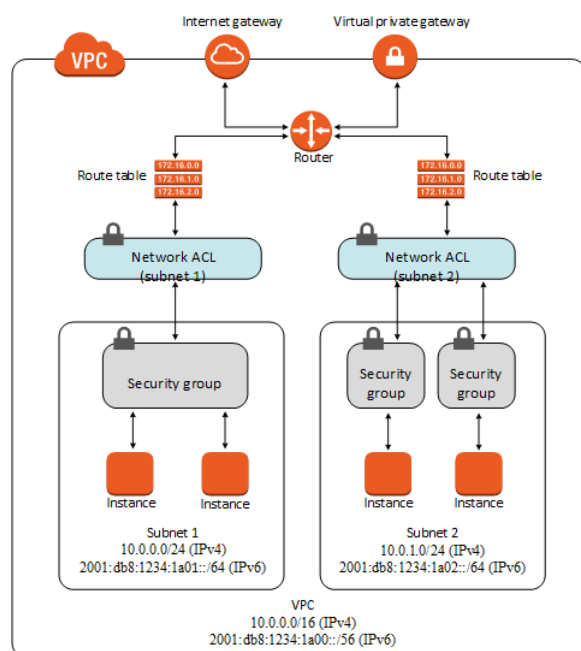 Internet gateway
Virtual private gateway
VPC
Router
Route table
172.16.0.0
172.16.1.0
172.16.2.0
172.16.0.0
172.16.1.0
172.16.2.0
Route table
Network ACL
(subnet 1)
Network ACL
(subnet 2)
Security group
Security
group
Security
group
Instance
Instance
Instance
Instance
Subnet 1
10.0.0.0/24 (IPv4)
2001:db8:1234:1a01::/64 (IPv6)
Subnet 2
10.0.1.0/24 (IPv4)
2001:db8:1234:1a02::/64 (IPv6)
VPC
10.0.0.0/16 (IPv4)
2001:db8:1234:1a00::/56 (IPv6)